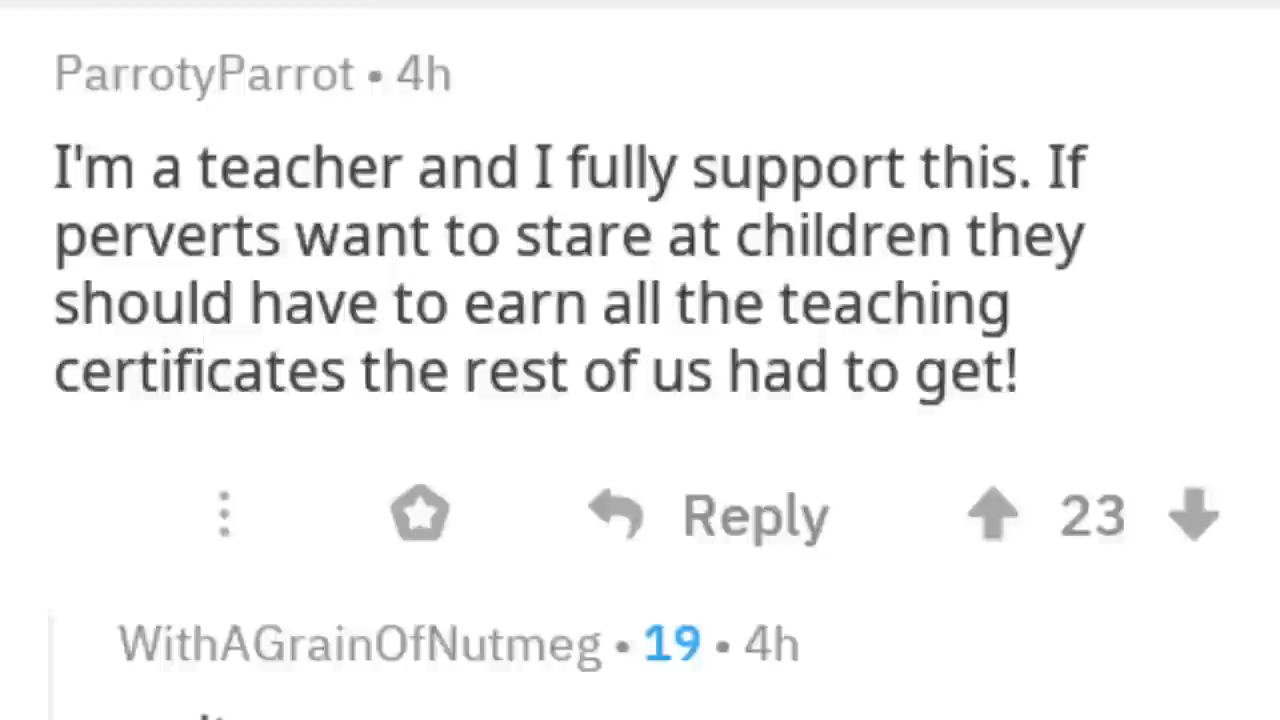 ParrotyParrot • 4h
I'm a teacher and I fully support this. If
perverts want to stare at children they
should have to earn all the teaching
certificates the rest of us had to get!
Reply 23
WithAGrainOfNutmeg • 19 • 4h